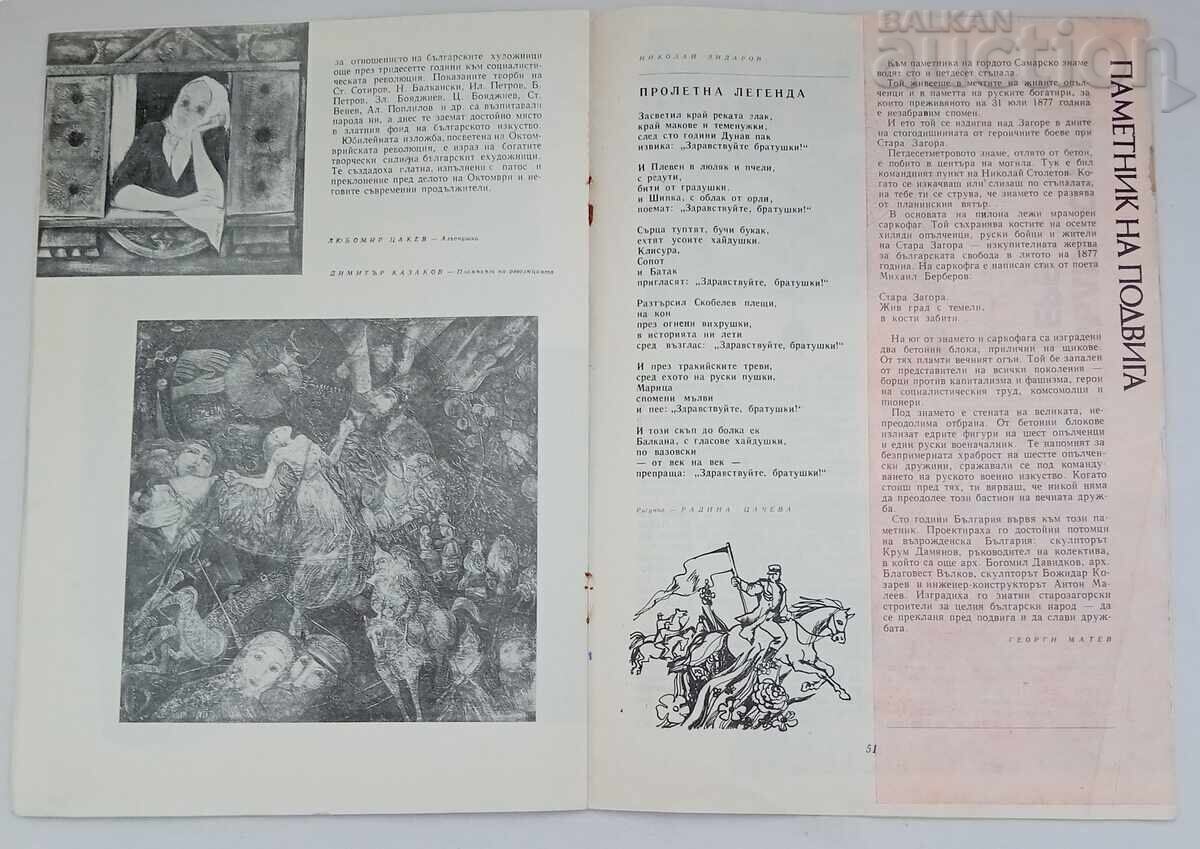 за отношението на българските художници
още през тридесетте години към социалисти-
ческата революция. Показаните творби на
Ст. Сотиров, Н. Балкански, Ил. Петров, Б.
Петров, Зл. Бояджиев, Ц. Бояджиев, Ст.
Венев, Ал. Поплилов и др. са възпитавали
народа ни, а днес те заемат достойно място
в златния фонд на българското изкуство.
Юбилейната изложба, посветена на Октом-
врийската революция, е израз на богатите
творчески сили на българскит ехудожници.
Те създадоха платна, изпълнени с патос и
преклонение пред делото на Октомври и не-
говите съвременни продължители.
ЛЮБОМИР ЦАКЕВ —
ДИМИТЪР КАЗАКОВ — Пламъкът на революцията
НИКОЛАЙ ЗИДАРОВ
ПРОЛЕТНА ЛЕГЕНДА
Засветил край реката злак,
край макове и теменужки,
след сто години Дунав пак
извика: „Здравствуйте, братушки!“
И Плевен в люляк и пчели,
с редути,
бити от градушки,
и Шипка, с облак от орли,
поемат: „Здравствуйте, братушки!“
Сърца туптят, бучи букак,
ехтят усоите хайдушки.
Клисура,
Сопот
и Батак
пригласят: „Здравствуйте, братушки!“
Разтърсил Скобелев плещи,
на кон
през огнени вихрушки,
в историята ни лети
сред възглас: „Здравствуйте, братушки!“
И през тракийските треви,
сред ехото на руски пушки,
Марица
спомени мълви
и пее: „Здравствуйте, братушки!“
И този скъп до болка ек
Балкана, с гласове хайдушки,
по вазовски
— от век на век —
препраща: „Здравствуйте, братушки!“
Рисунка — РАДИНА ЦАЧЕВА
51
BALKAN
auction
ПАМЕТНИК НА ПОДВИГА
Към паметника на гордото Самарско знаме
водят сто и петдесет стъпала.
Той живееше в мечтите на живите опъл-
ченци и в паметта на руските богатири, за
които преживяното на 31 юли 1877 година
е незабравим спомен.
И ето той се издигна над Загоре в дните
на стогодишнината от героичните боеве при
Стара Загора.
Петдесетметровото знаме, отлято от бетон,
е побито в центъра на могила. Тук е бил
командният пункт на Николай Столетов. Ко-
гато се изкачваш или слизаш по стъпалата,
на тебе ти се струва, че знамето се развява
от планинския вятър.
В основата на пилона лежи мраморен
саркофаг. Той съхранява костите на осемте
хиляди опълченци, руски бойци и жители
на Стара Загора — изкупителната жертва
за българската свобода в лятото на 1877
година. На саркофга е написан стих от поета
Михаил Берберов:
Стара Загора.
Жив град с темели,
в кости забити...
На юг от знамето и саркофага са изградени
два бетонни блока, прилични на щикове.
От тях пламти вечният огън. Той бе запален
от представители на всички поколения —
борци против капитализма и фашизма, герои
на социалистическия труд, комсомолци и
пионери.
Под знамето е стената на великата, не-
преодолима отбрана. От бетонни блокове
излизат едрите фигури на шест опълченци
и един руски военачалник. Те напомнят за
безпримерната храброст на шестте опълчен-
ски дружини, сражавали се под команду-
ването на руското военно изкуство. Когато
стоиш пред тях, ти вярваш, че никой няма
да преодолее този бастион на вечната друж-
ба.
Сто години България вървя към този па-
метник. Проектираха го достойни потомци
на възрожденска България: скулпторът
Крум Дамянов, ръководител на колектива,
в който са още арх. Богомил Давидков, арх.
Благовест Вълков, скулпторът Божидар Ко-
зарев и инженер-конструкторът Антон Ма-
леев. Изградиха го знатни старозагорски
строители за целия български народ — да
се прекланя пред подвига и да слави друж-
бата.
ГЕОРГИ МАТЕВ